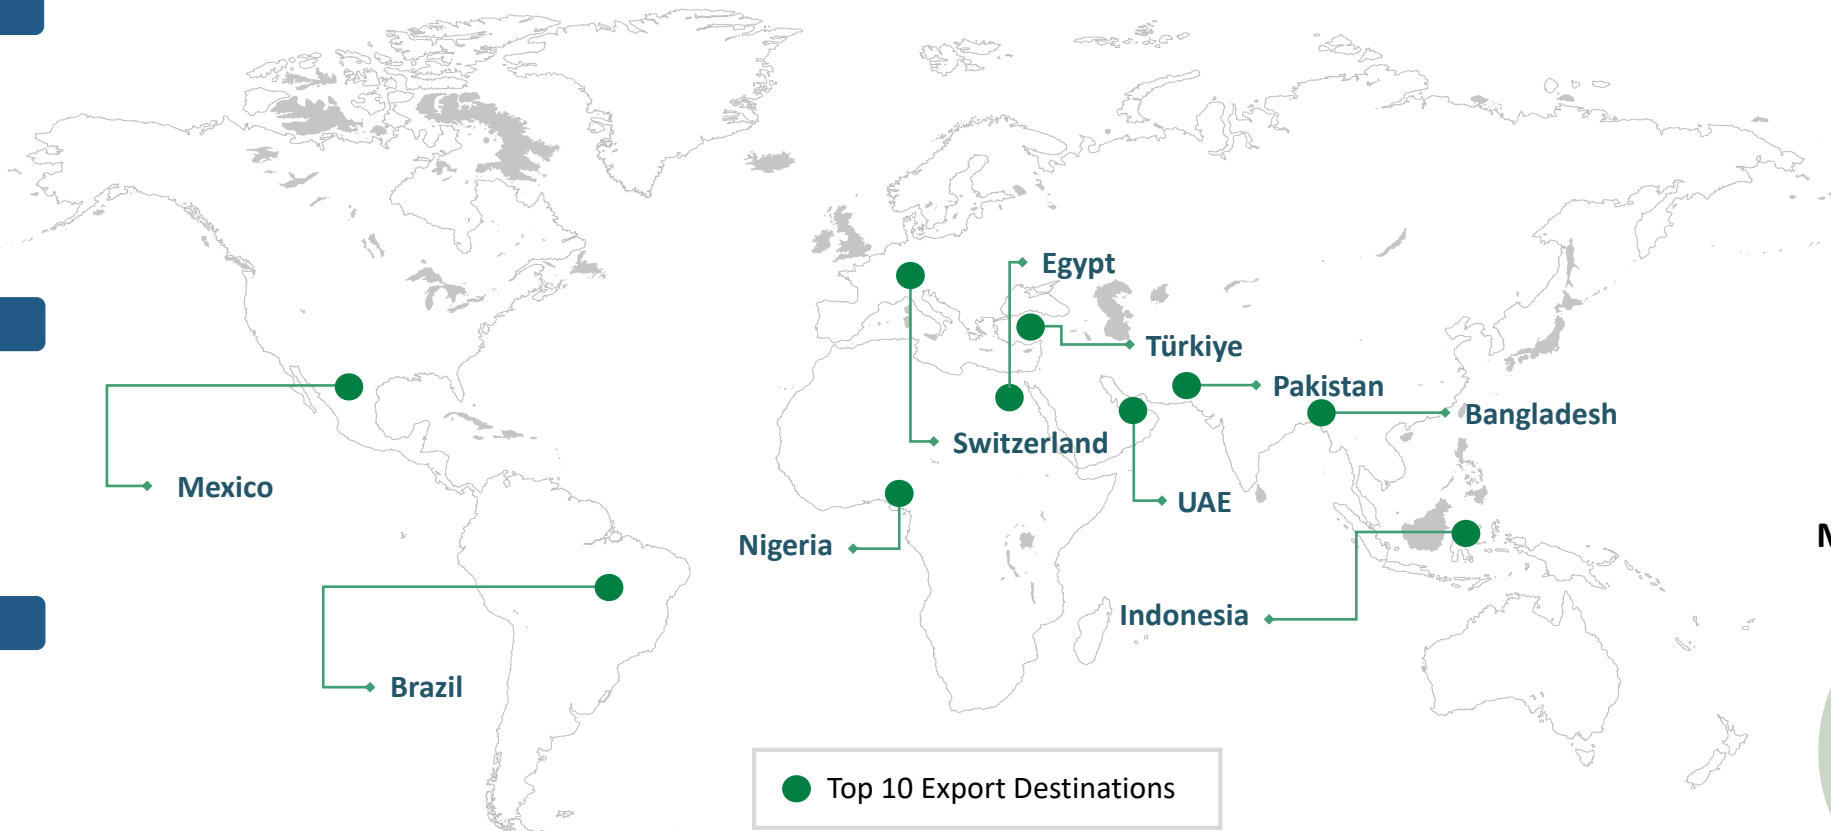 Egypt
Türkiye
Pakistan
Bangladesh
Switzerland
Mexico
UAE
Nigeria
Indonesia
Brazil
Top 10 Export Destinations